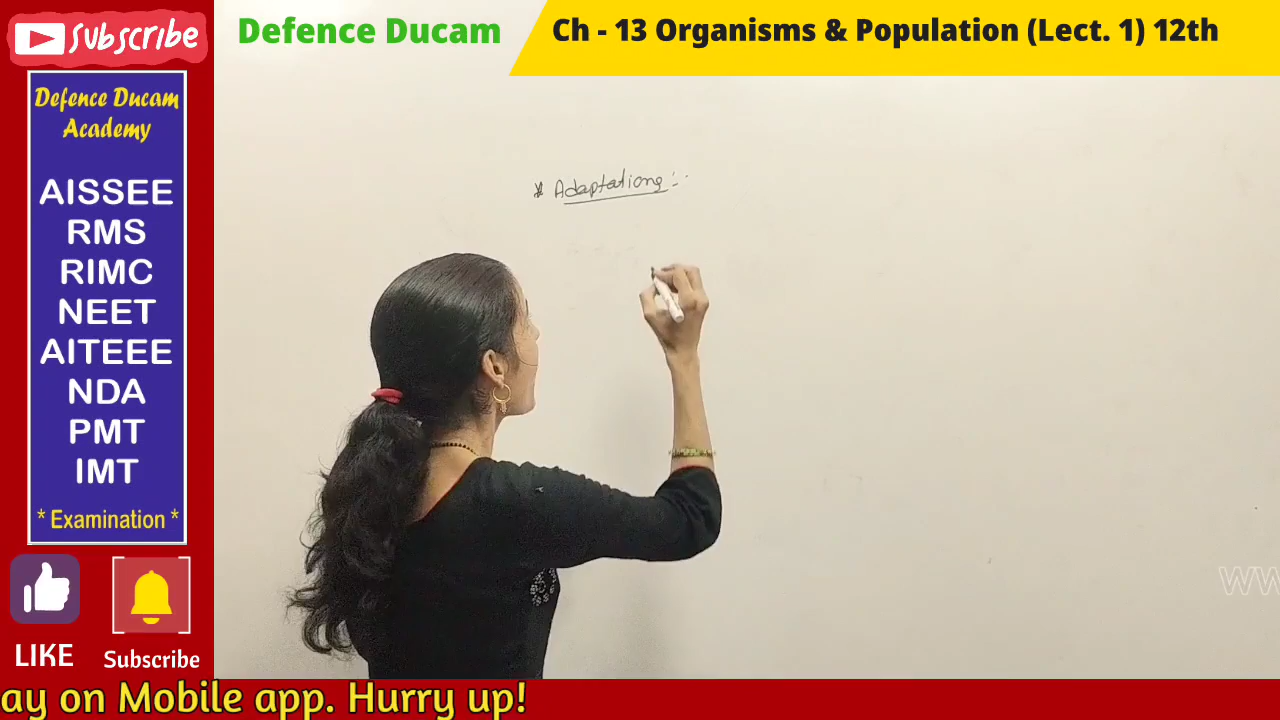 Subscribe
Defence Ducam
Ch - 13 Organisms & Population (Lect. 1) 12th
Defence Ducam
Academy
AISSEE
RMS
RIMC
NEET
AITEEE
NDA
PMT
IMT
* Examination *
LIKE
Subscribe
* Adaptations :-
ay on Mobile app. Hurry up!